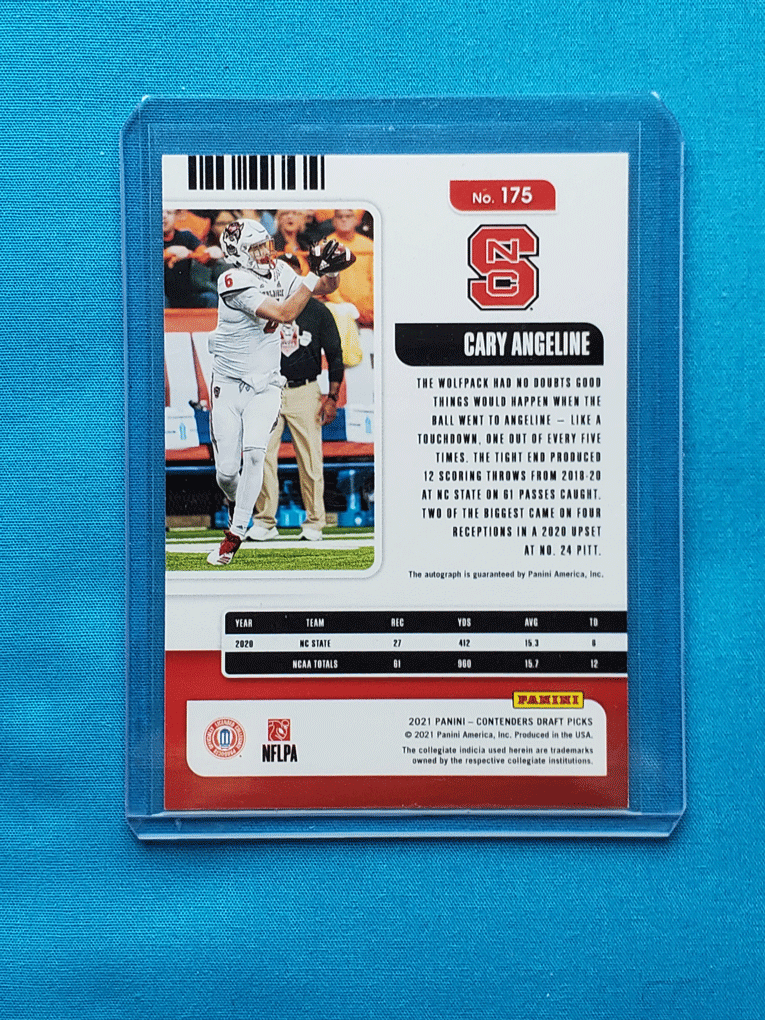 No. 175
NC
S
CARY ANGELINE
6
THE WOLFPACK HAD NO DOUBTS GOOD
THINGS WOULD HAPPEN WHEN THE
BALL WENT TO ANGELINE – LIKE A
TOUCHDOWN, ONE OUT OF EVERY FIVE
TIMES. THE TIGHT END PRODUCED
12 SCORING THROWS FROM 2018-20
AT NC STATE ON 61 PASSES CAUGHT.
TWO OF THE BIGGEST CAME ON FOUR
RECEPTIONS IN A 2020 UPSET
AT NO. 24 PITT.
The autograph is guaranteed by Panini America, Inc.
YEAR TEAM REC YDS AVG TD
2020 NC STATE 27 412 15.3 6
NCAA TOTALS 61 960 15.7 12
PANINI
2021 PANINI – CONTENDERS DRAFT PICKS
© 2021 Panini America, Inc. Produced in the USA.
The collegiate indicia used herein are trademarks
owned by the respective collegiate institutions.
NFLPA